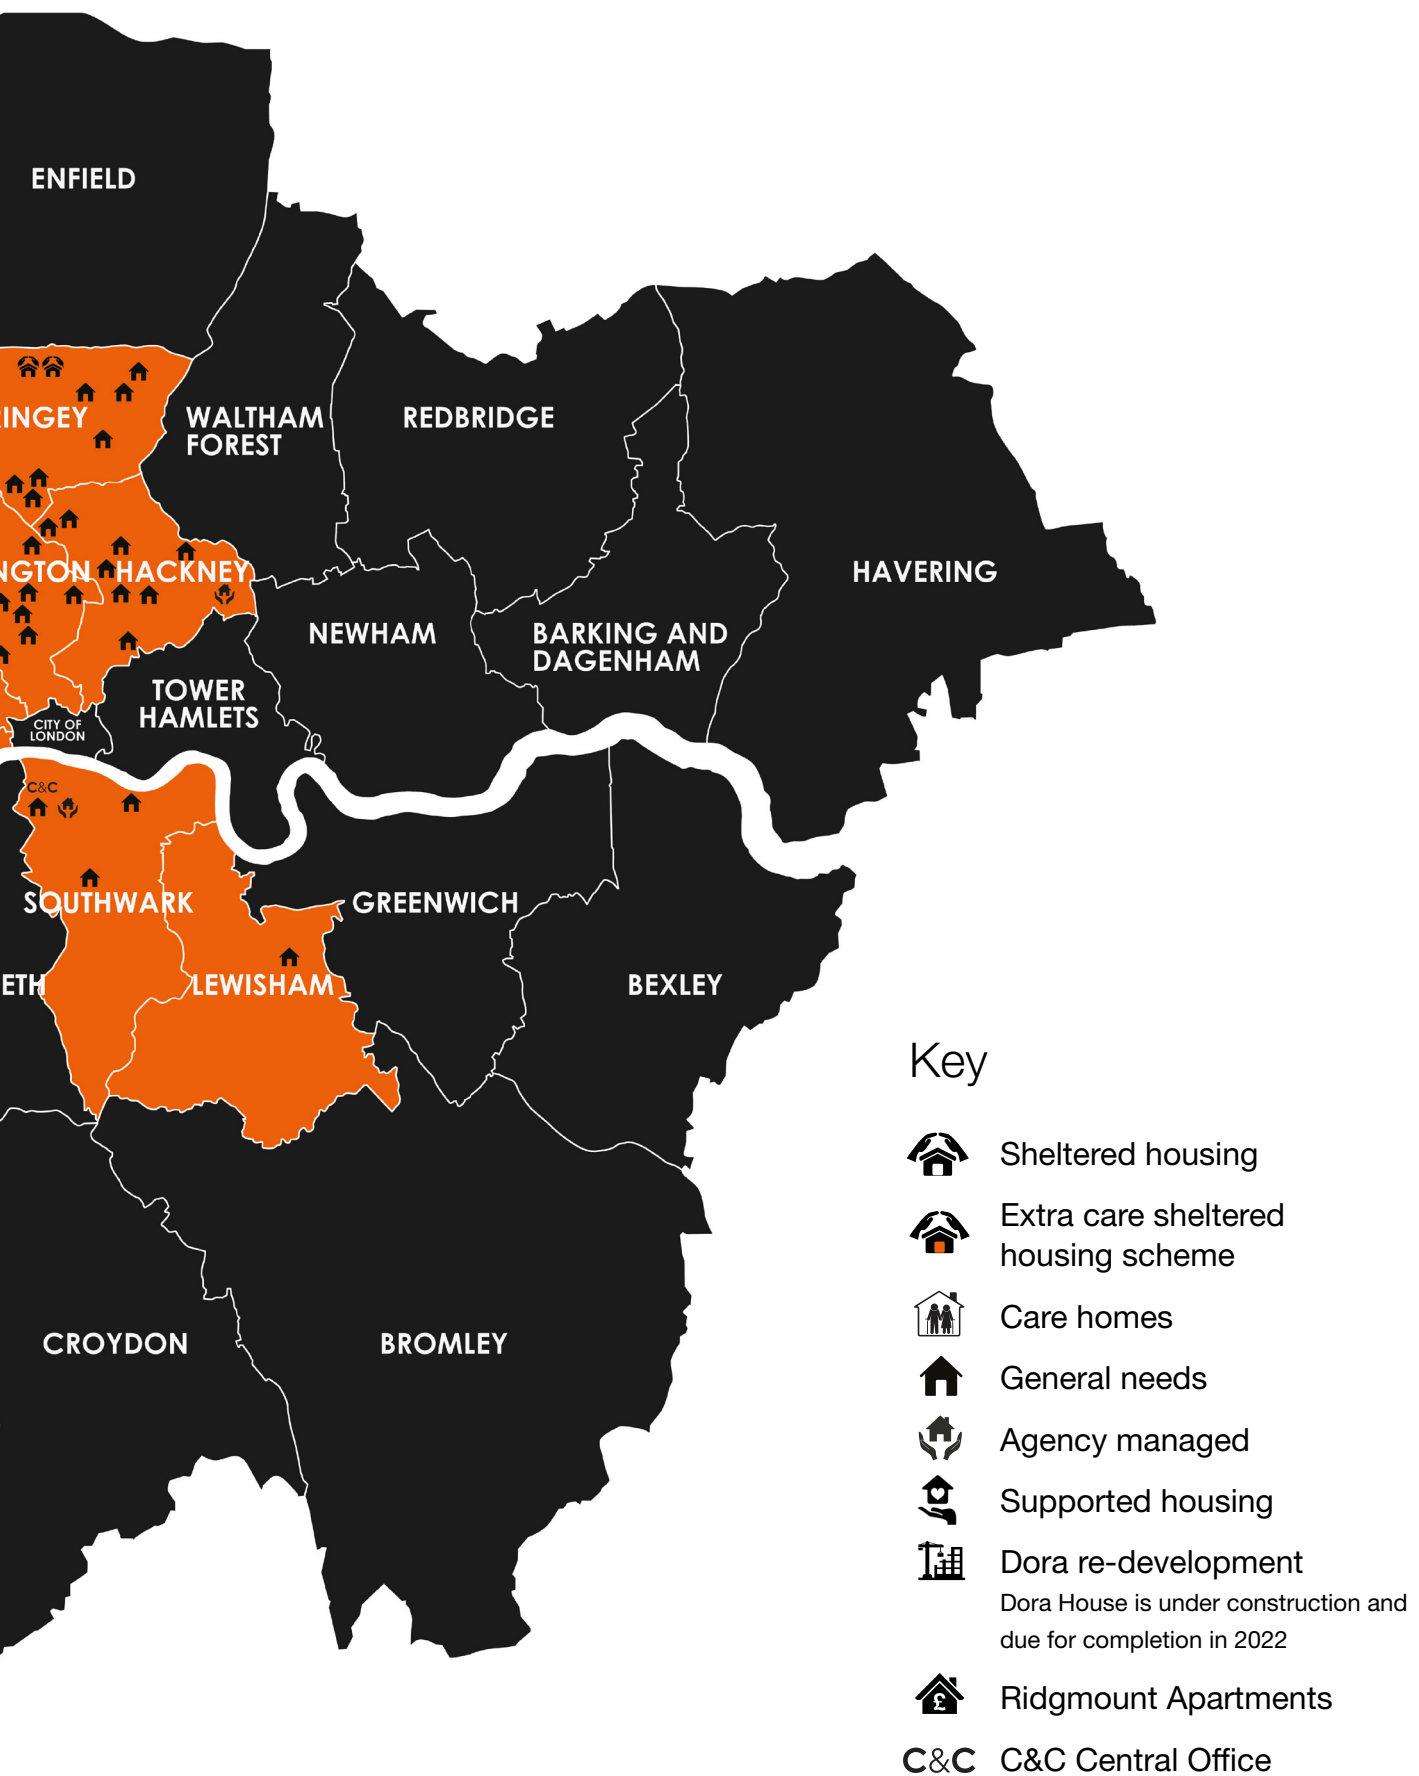 ENFIELD
RINGEY
WALTHAM
FOREST
REDBRIDGE
NGTON
HACKNEY
HAVERING
NEWHAM
BARKING AND
DAGENHAM
TOWER
HAMLETS
CITY OF
LONDON
C&C
SOUTHWARK
GREENWICH
ETH
LEWISHAM
BEXLEY
CROYDON
BROMLEY
Key
Sheltered housing
Extra care sheltered
housing scheme
Care homes
General needs
Agency managed
Supported housing
Dora re-development
Dora House is under construction and
due for completion in 2022
£
Ridgmount Apartments
C&C C&C Central Office